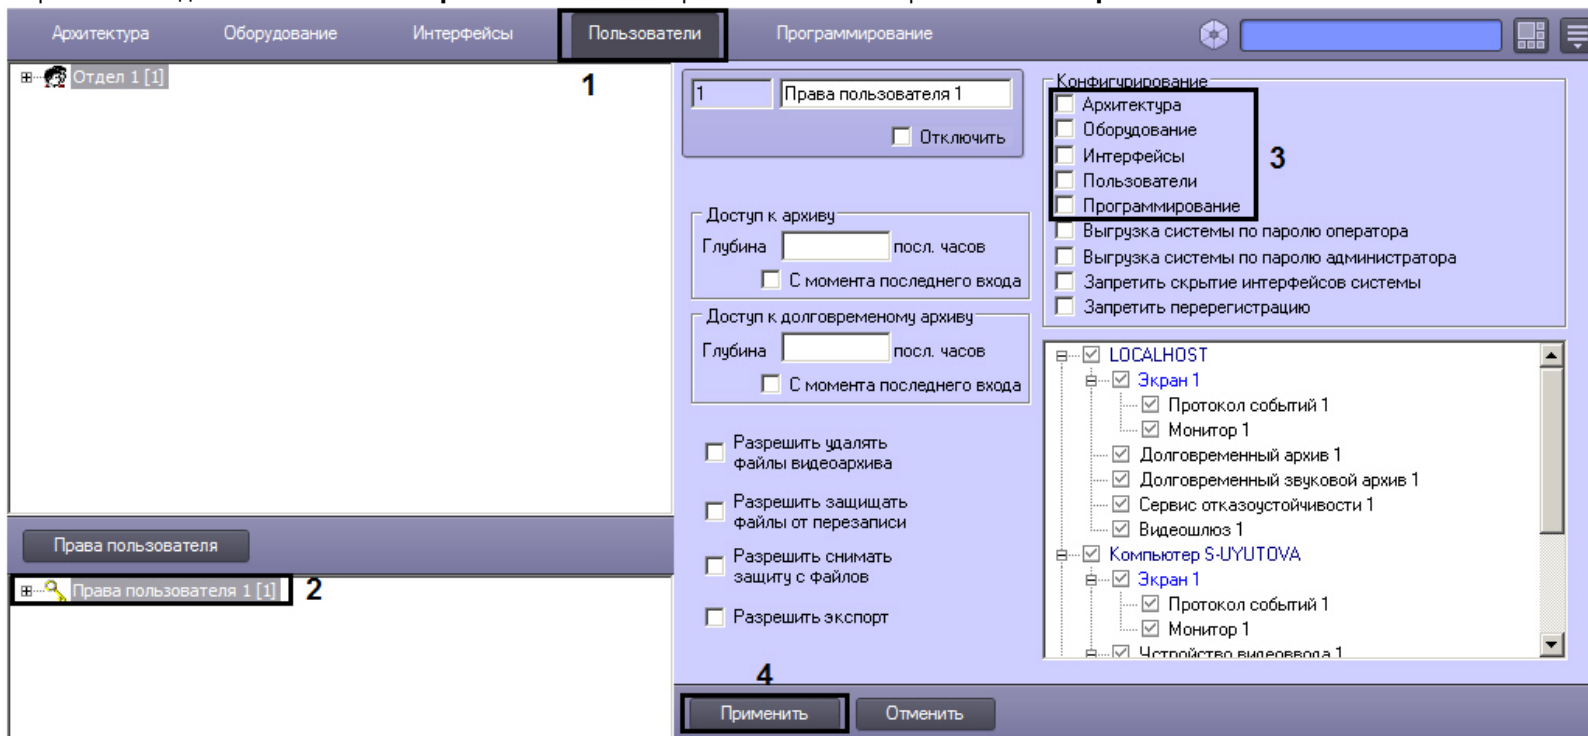 Архитектура Оборудование Интерфейсы Пользователи Программирование
Отдел 1 [1]
1
Права пользователя
Права пользователя 1 [1]
2
1 Права пользователя 1
Отключить
Доступ к архиву
Глубина посл. часов
С момента последнего входа
Доступ к долговременому архиву
Глубина посл. часов
С момента последнего входа
Разрешить удалять
файлы видеоархива
Разрешить защищать
файлы от перезаписи
Разрешить снимать
защиту с файлов
Разрешить экспорт
Конфигурирование
Архитектура
Оборудование
Интерфейсы
Пользователи
Программирование
3
Выгрузка системы по паролю оператора
Выгрузка системы по паролю администратора
Запретить скрытие интерфейсов системы
Запретить перерегистрацию
LOCALHOST
Экран 1
Протокол событий 1
Монитор 1
Долговременный архив 1
Долговременный звуковой архив 1
Сервис отказоустойчивости 1
Видеошлюз 1
Компьютер S-UYUTOVA
Экран 1
Протокол событий 1
Монитор 1
Устройство видеоввода 1
4
Применить Отменить